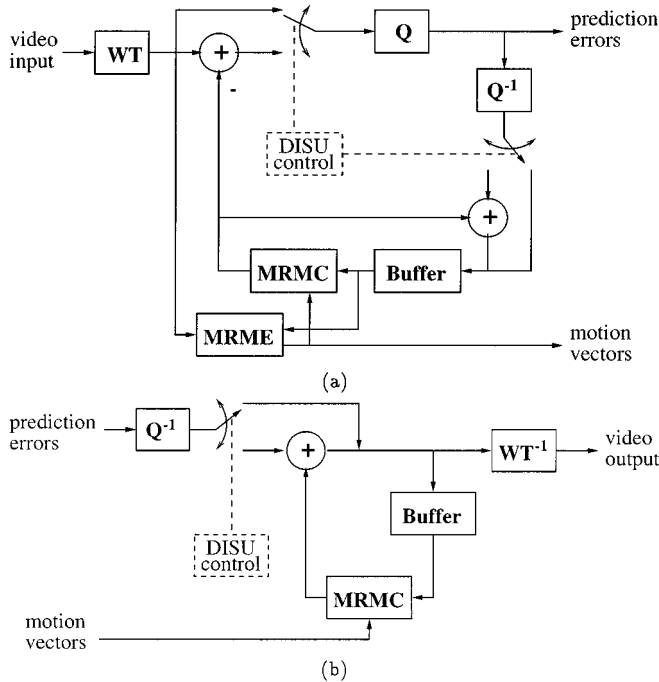 video
input
WT
+
-
Q
prediction
errors
Q-1
DISU
control
+
MRMC
Buffer
MRME
motion
vectors
(a)
prediction
errors
Q-1
+
WT-1
video
output
Buffer
DISU
control
MRMC
motion
vectors
(b)